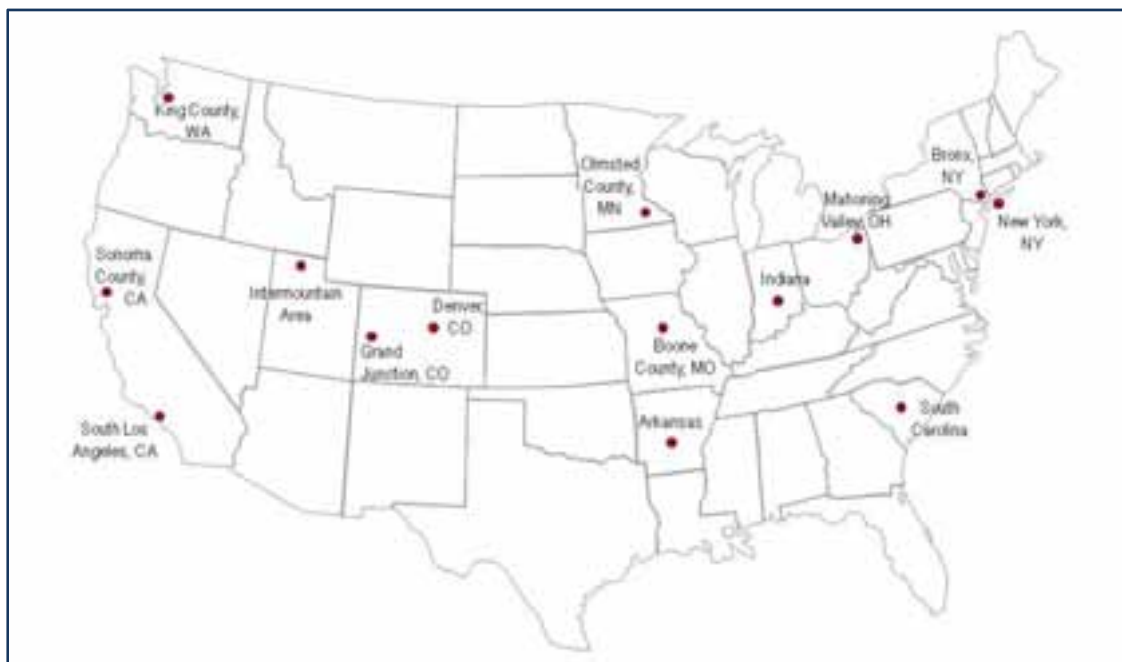 King County,
WA
Olmsted
County,
MN
Bronx,
NY
Mahoning
Valley, OH
New York,
NY
Sonoma
County,
CA
Intermountain
Area
Denver,
CO
Indiana
Grand
Junction, CO
Boone
County, MO
South Los
Angeles, CA
Arkansas
South
Carolina